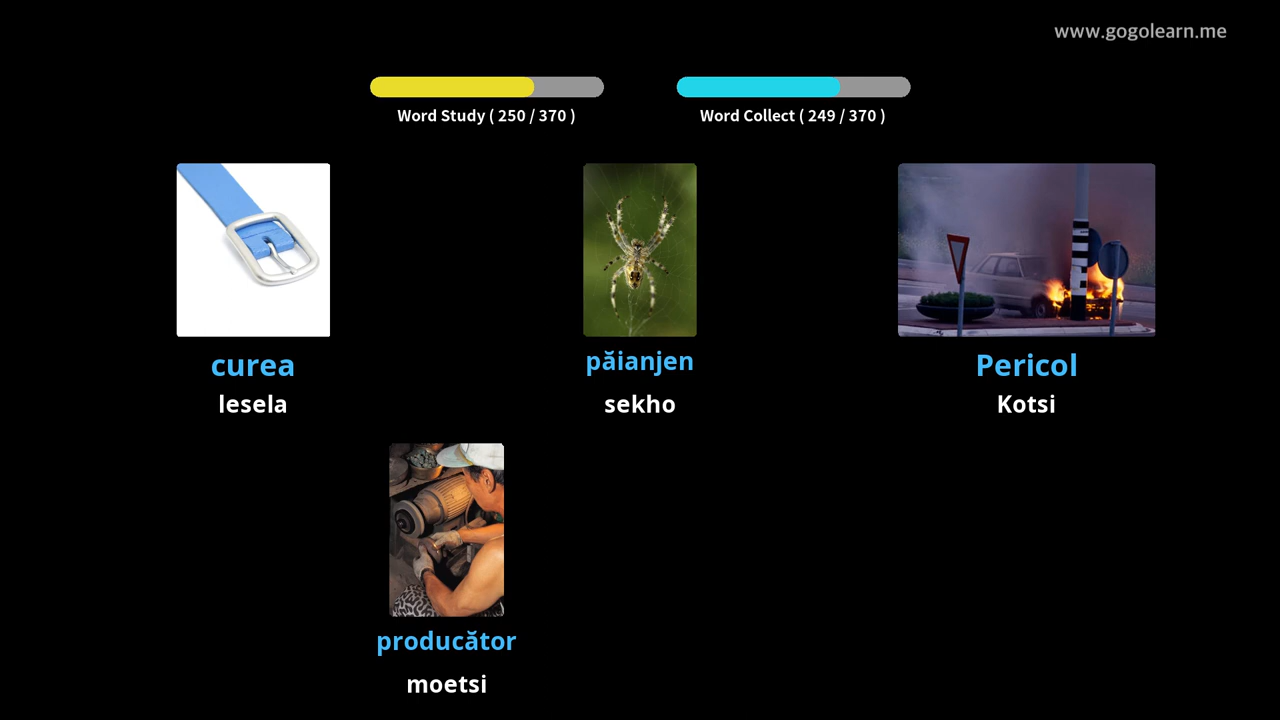 www.gogolearn.me
Word Study ( 250 / 370 )
Word Collect ( 249 / 370 )
curea
lesela
păianjen
sekho
Pericol
Kotsi
producător
moetsi